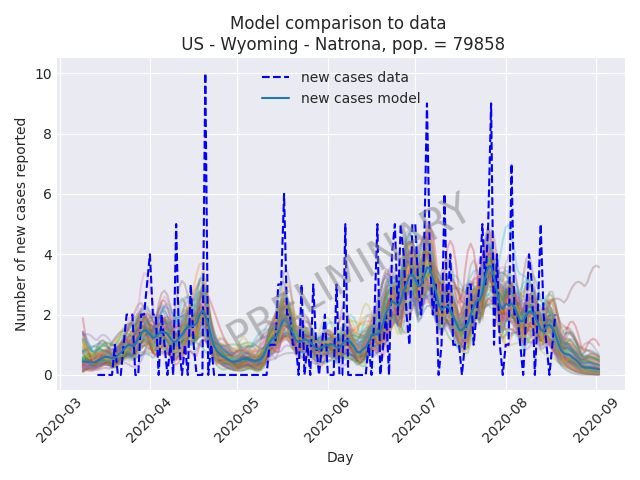 Model comparison to data
US - Wyoming - Natrona, pop. = 79858
new cases data
new cases model
Number of new cases reported
10
8
6
4
2
0
PRELIMINARY
2020-03
2020-04
2020-05
2020-06
2020-07
2020-08
2020-09
Day